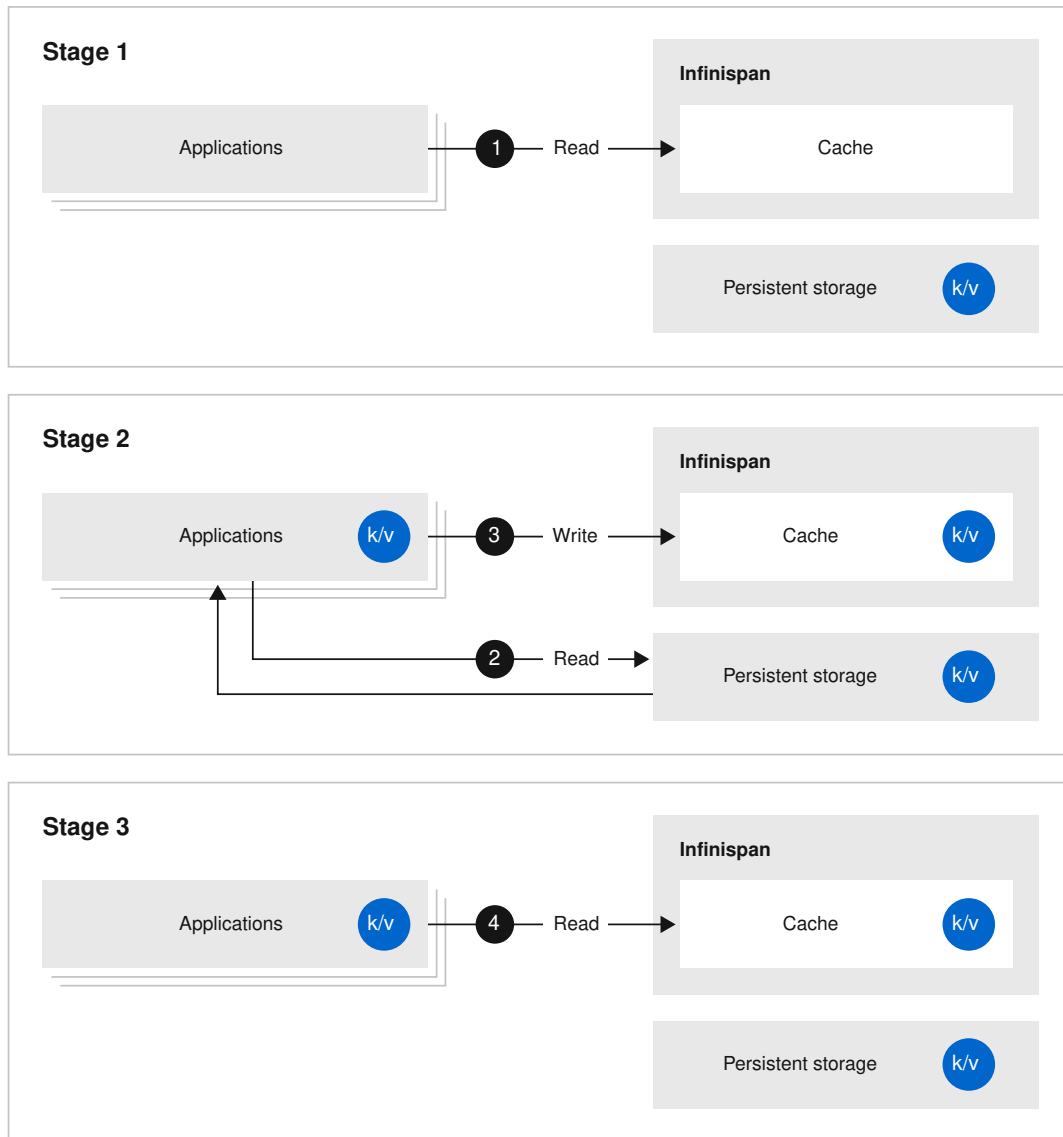 Stage 1
Infinispan
Applications
1
Read
Cache
Persistent storage
k/v
Stage 2
Infinispan
Applications
k/v
3
Write
Cache
k/v
2
Read
Persistent storage
k/v
Stage 3
Infinispan
Applications
k/v
4
Read
Cache
k/v
Persistent storage
k/v